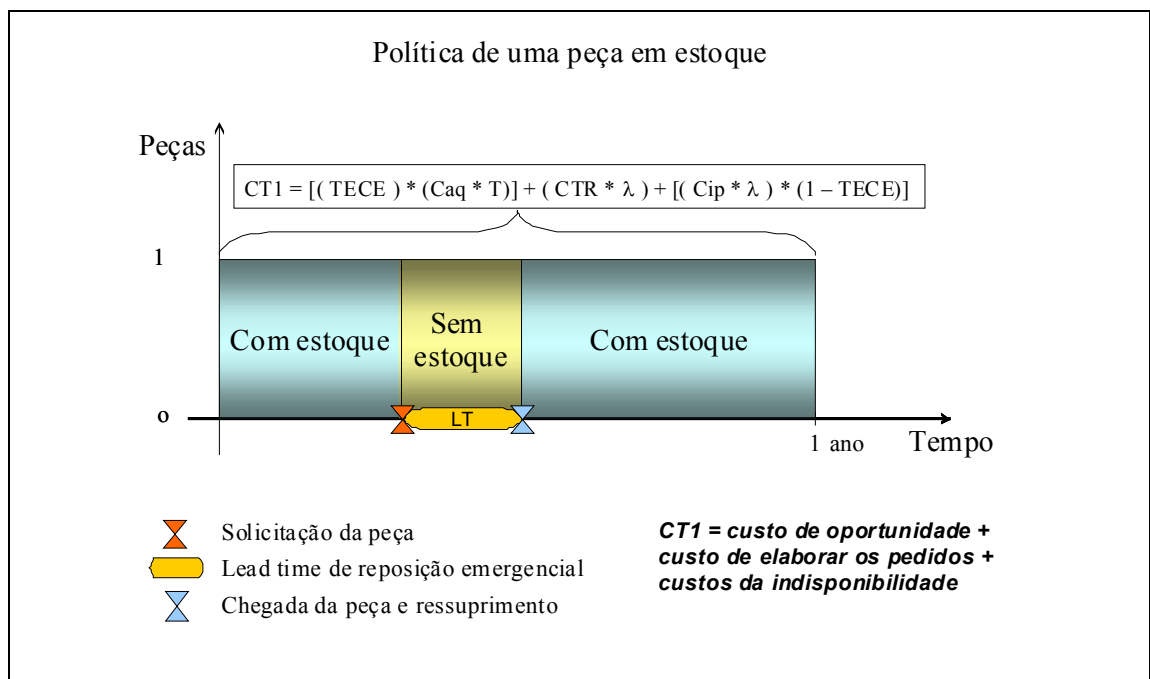 Política de uma peça em estoque
Peças
CT1 = [( TECE ) * (Caq * T)] + ( CTR * λ ) + [( Cip * λ ) * (1 – TECE)]
1
Com estoque
Sem
estoque
Com estoque
o
LT
1 ano
Tempo
Solicitação da peça
Lead time de reposição emergencial
Chegada da peça e ressuprimento
CT1 = custo de oportunidade +
custo de elaborar os pedidos +
custos da indisponibilidade